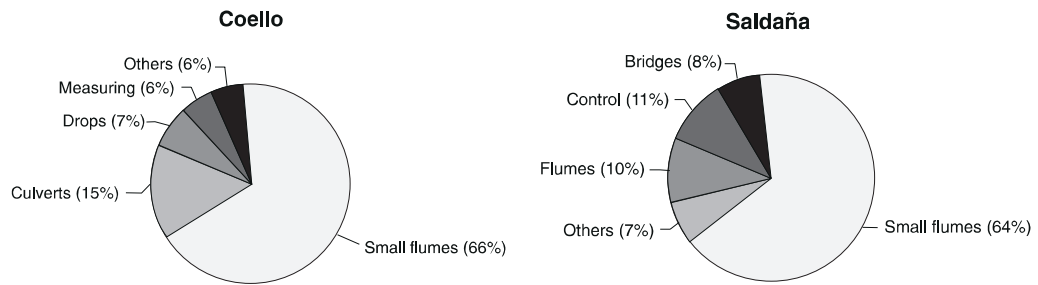 Coello
Others (6%)
Measuring (6%)
Drops (7%)
Culverts (15%)
Small flumes (66%)
Saldaña
Bridges (8%)
Control (11%)
Flumes (10%)
Others (7%)
Small flumes (64%)